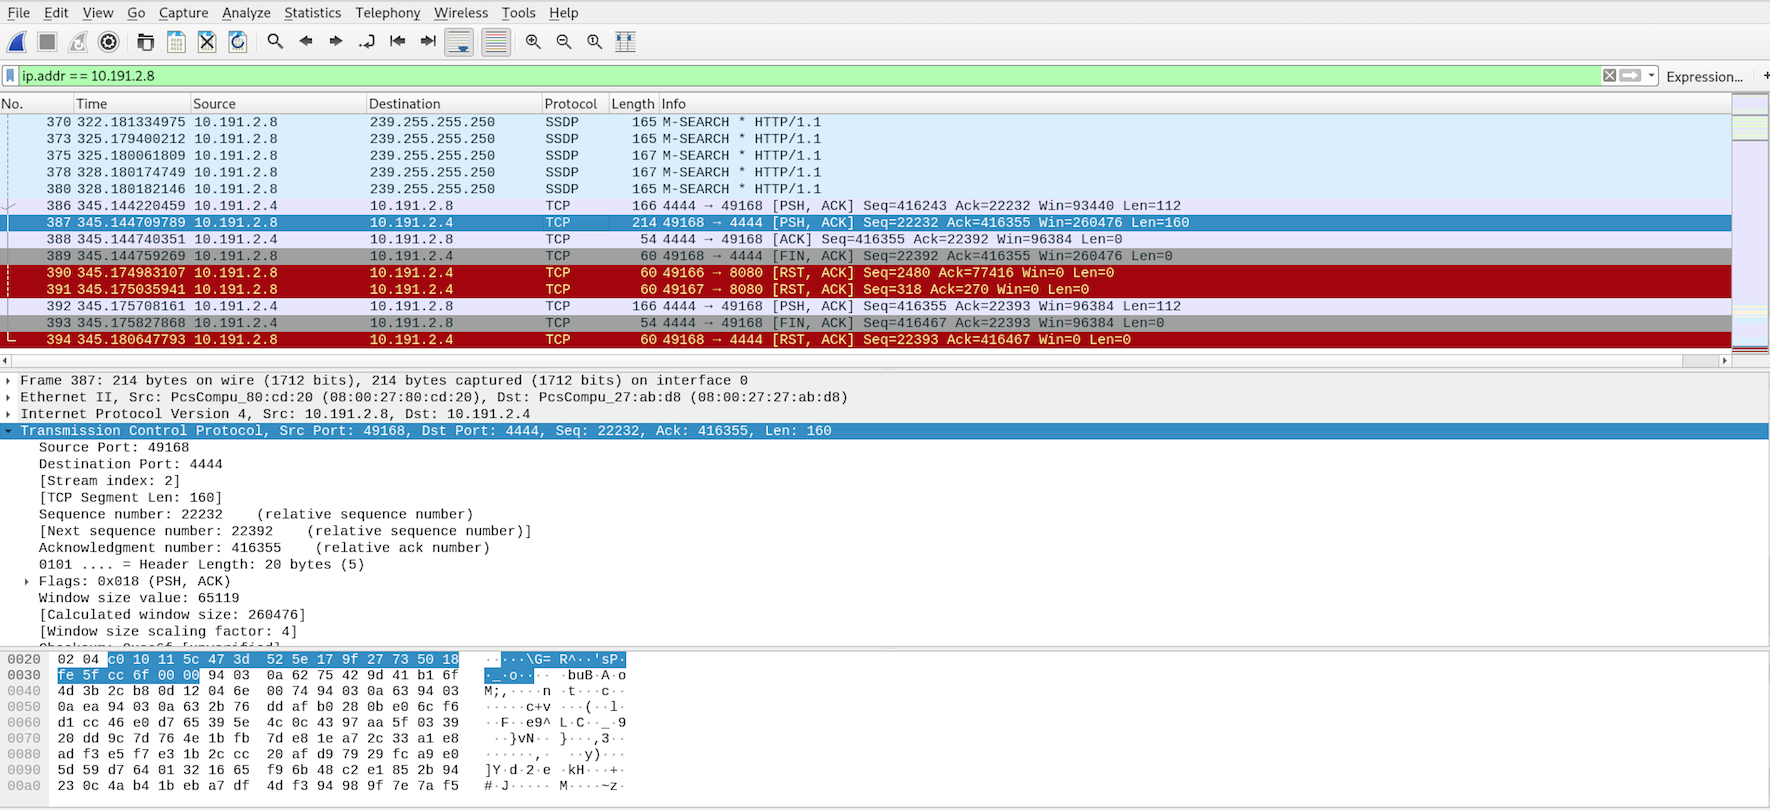 File Edit View Go Capture Analyze Statistics Telephony Wireless Tools Help
ip.addr == 10.191.2.8 Expression... +
No. Time Source Destination Protocol Length Info
370 322.181334975 10.191.2.8 239.255.255.250 SSDP 165 M-SEARCH * HTTP/1.1
373 325.179400212 10.191.2.8 239.255.255.250 SSDP 165 M-SEARCH * HTTP/1.1
375 325.180061809 10.191.2.8 239.255.255.250 SSDP 167 M-SEARCH * HTTP/1.1
378 328.180174749 10.191.2.8 239.255.255.250 SSDP 167 M-SEARCH * HTTP/1.1
380 328.180182146 10.191.2.8 239.255.255.250 SSDP 165 M-SEARCH * HTTP/1.1
386 345.144220459 10.191.2.4 10.191.2.8 TCP 166 4444 → 49168 [PSH, ACK] Seq=416243 Ack=22232 Win=93440 Len=112
387 345.144709789 10.191.2.8 10.191.2.4 TCP 214 49168 → 4444 [PSH, ACK] Seq=22232 Ack=416355 Win=260476 Len=160
388 345.144740351 10.191.2.4 10.191.2.8 TCP 54 4444 → 49168 [ACK] Seq=416355 Ack=22392 Win=96384 Len=0
389 345.144759269 10.191.2.8 10.191.2.4 TCP 60 49168 → 4444 [FIN, ACK] Seq=22392 Ack=416355 Win=260476 Len=0
390 345.174983107 10.191.2.8 10.191.2.4 TCP 60 49166 → 8080 [RST, ACK] Seq=2480 Ack=77416 Win=0 Len=0
391 345.175035941 10.191.2.8 10.191.2.4 TCP 60 49167 → 8080 [RST, ACK] Seq=318 Ack=270 Win=0 Len=0
392 345.175708161 10.191.2.4 10.191.2.8 TCP 166 4444 → 49168 [PSH, ACK] Seq=416355 Ack=22393 Win=96384 Len=112
393 345.175827868 10.191.2.4 10.191.2.8 TCP 54 4444 → 49168 [FIN, ACK] Seq=416467 Ack=22393 Win=96384 Len=0
394 345.180647793 10.191.2.8 10.191.2.4 TCP 60 49168 → 4444 [RST, ACK] Seq=22393 Ack=416467 Win=0 Len=0
Frame 387: 214 bytes on wire (1712 bits), 214 bytes captured (1712 bits) on interface 0
Ethernet II, Src: PcsCompu_80:cd:20 (08:00:27:80:cd:20), Dst: PcsCompu_27:ab:d8 (08:00:27:27:ab:d8)
Internet Protocol Version 4, Src: 10.191.2.8, Dst: 10.191.2.4
Transmission Control Protocol, Src Port: 49168, Dst Port: 4444, Seq: 22232, Ack: 416355, Len: 160
Source Port: 49168
Destination Port: 4444
[Stream index: 2]
[TCP Segment Len: 160]
Sequence number: 22232 (relative sequence number)
[Next sequence number: 22392 (relative sequence number)]
Acknowledgment number: 416355 (relative ack number)
0101 .... = Header Length: 20 bytes (5)
Flags: 0x018 (PSH, ACK)
Window size value: 65119
[Calculated window size: 260476]
[Window size scaling factor: 4]
0020 02 04 c0 10 11 5c 47 3d 52 5e 17 9f 27 73 50 18 ·····\G= R^··'sP·
0030 fe 5f cc 6f 00 00 94 03 0a 62 75 42 9d 41 b1 6f ·_·o···· ·buB·A·o
0040 4d 3b 2c b8 0d 12 04 6e 00 74 94 03 0a 63 94 03 M;,····n ·t···c··
0050 0a ea 94 03 0a 63 2b 76 dd af b0 28 0b e0 6c f6 ·····c+v ···(··l·
0060 d1 cc 46 e0 d7 65 39 5e 4c 0c 43 97 aa 5f 03 39 ··F··e9^ L·C··_·9
0070 20 dd 9c 7d 76 4e 1b fb 7d e8 1e a7 2c 33 a1 e8 ··}vN·· }···,3··
0080 ad f3 e5 f7 e3 1b 2c cc 20 af d9 79 29 fc a9 e0 ······,· ··y)···
0090 5d 59 d7 64 01 32 16 65 f9 6b 48 c2 e1 85 2b 94 ]Y·d·2·e ·kH···+·
00a0 23 0c 4a b4 1b eb a7 df 4d f3 94 98 9f 7e 7a f5 #·J····· M····~z·